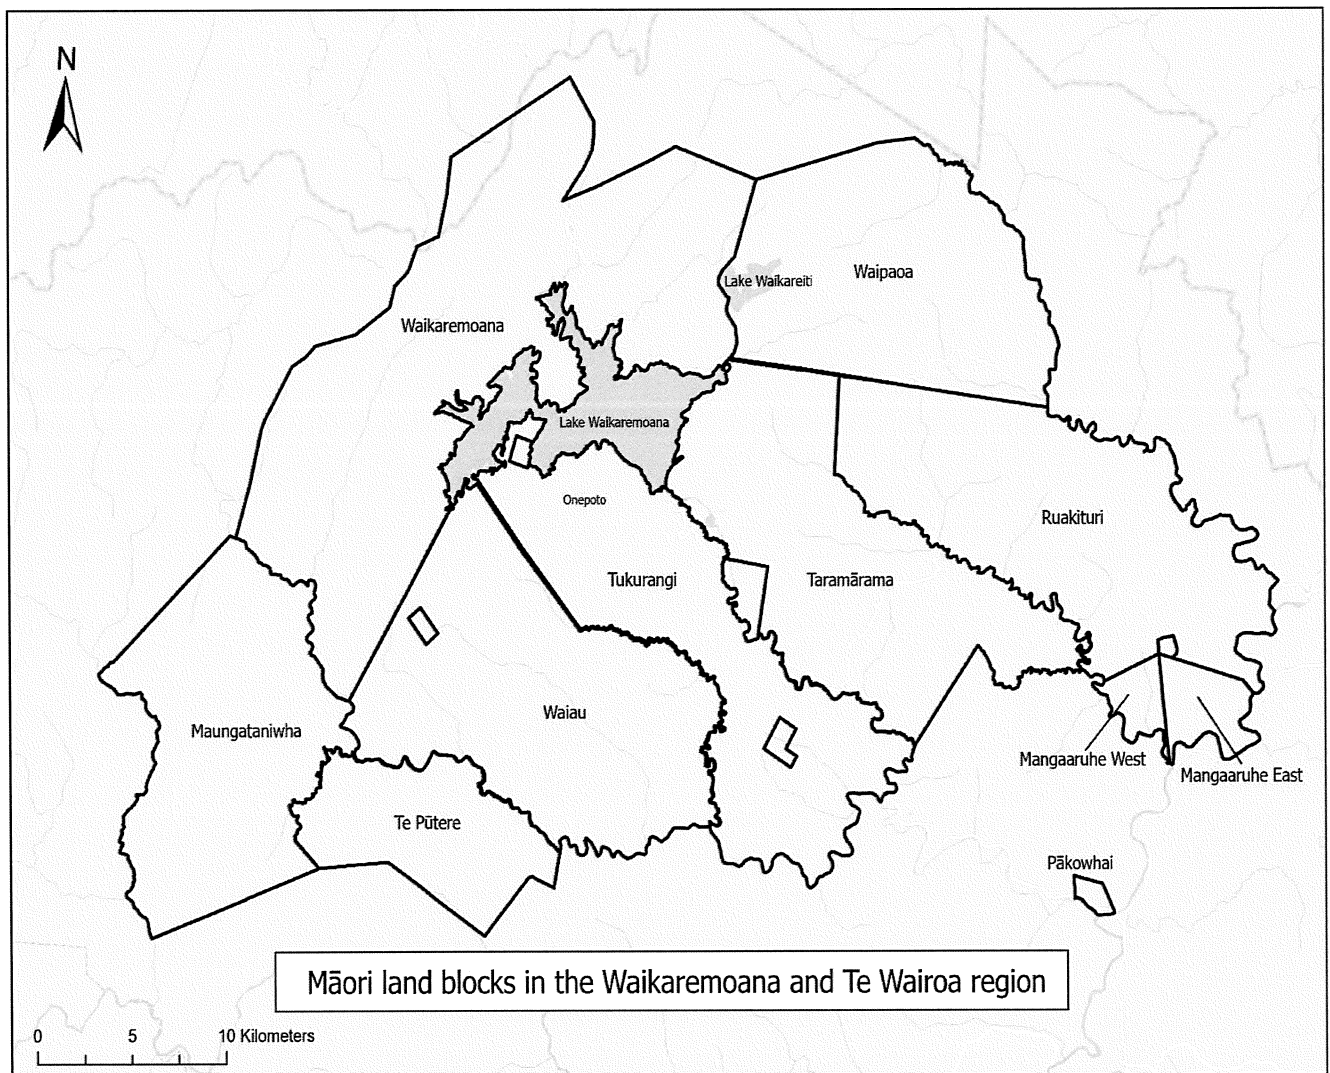 N
Lake Waikareiti
Waipaoa
Waikaremoana
Lake Waikaremoana
Onepoto
Ruakituri
Tukurangi
Taramārama
Waiau
Maungataniwha
Mangaaruhe West
Mangaaruhe East
Te Pūtere
Pākowhai
Māori land blocks in the Waikaremoana and Te Wairoa region
0 5 10 Kilometers